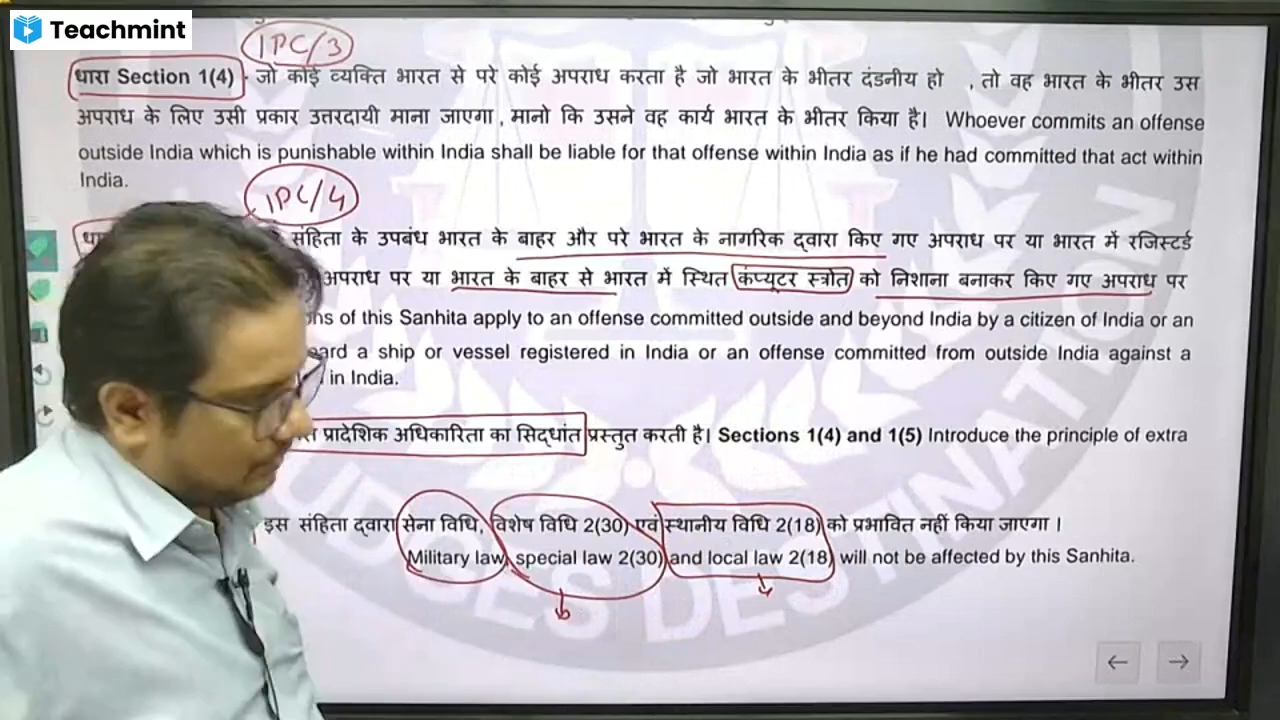 Teachmint
IPC/3
धारा Section 1(4) - जो कोई व्यक्ति भारत से परे कोई अपराध करता है जो भारत के भीतर दंडनीय हो , तो वह भारत के भीतर उस
अपराध के लिए उसी प्रकार उत्तरदायी माना जाएगा , मानो कि उसने वह कार्य भारत के भीतर किया है। Whoever commits an offense
outside India which is punishable within India shall be liable for that offense within India as if he had committed that act within
India.
IPC/4
संहिता के उपबंध भारत के बाहर और परे भारत के नागरिक द्वारा किए गए अपराध पर या भारत में रजिस्टर्ड
अपराध पर या भारत के बाहर से भारत में स्थित कंप्यूटर स्त्रोत को निशाना बनाकर किए गए अपराध पर
of this Sanhita apply to an offense committed outside and beyond India by a citizen of India or an
a ship or vessel registered in India or an offense committed from outside India against a
in India.
प्रादेशिक अधिकारिता का सिद्धांत प्रस्तुत करती है। Sections 1(4) and 1(5) Introduce the principle of extra
इस संहिता द्वारा सेना विधि, विशेष विधि 2(30) एवं स्थानीय विधि 2(18) को प्रभावित नहीं किया जाएगा ।
Military law, special law 2(30) and local law 2(18) will not be affected by this Sanhita.
JUDGES DESTINATION